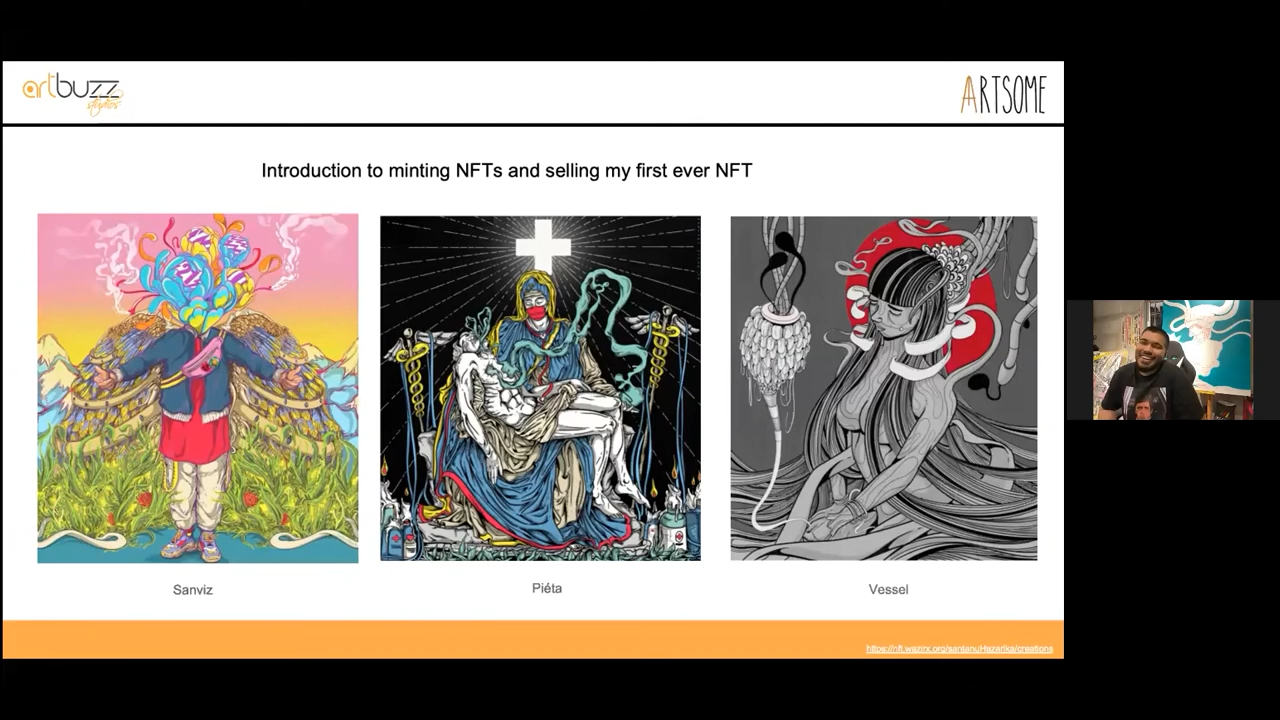 artbuzz
studios
ARTSOME
Introduction to minting NFTs and selling my first ever NFT
Sanviz
Piéta
Vessel
https://nft.wazirx.org/santanuHazarika/creations